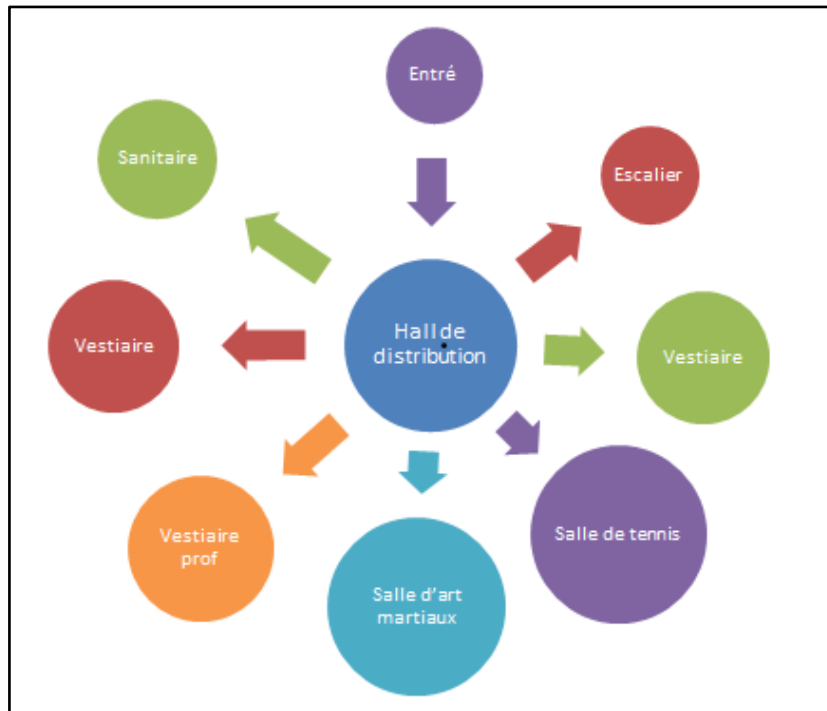 Entré
Sanitaire
Escalier
Hall de
distribution
Vestiaire
Vestiaire
Vestiaire
prof
Salle de tennis
Salle d'art
martiaux